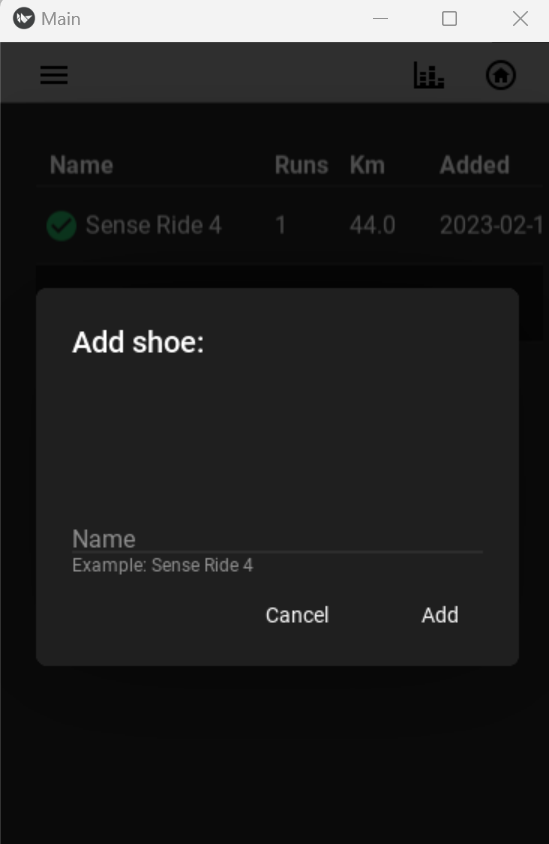 Main
Name Runs Km Added
Sense Ride 4 1 44.0 2023-02-1
Add shoe:
Name
Example: Sense Ride 4
Cancel Add